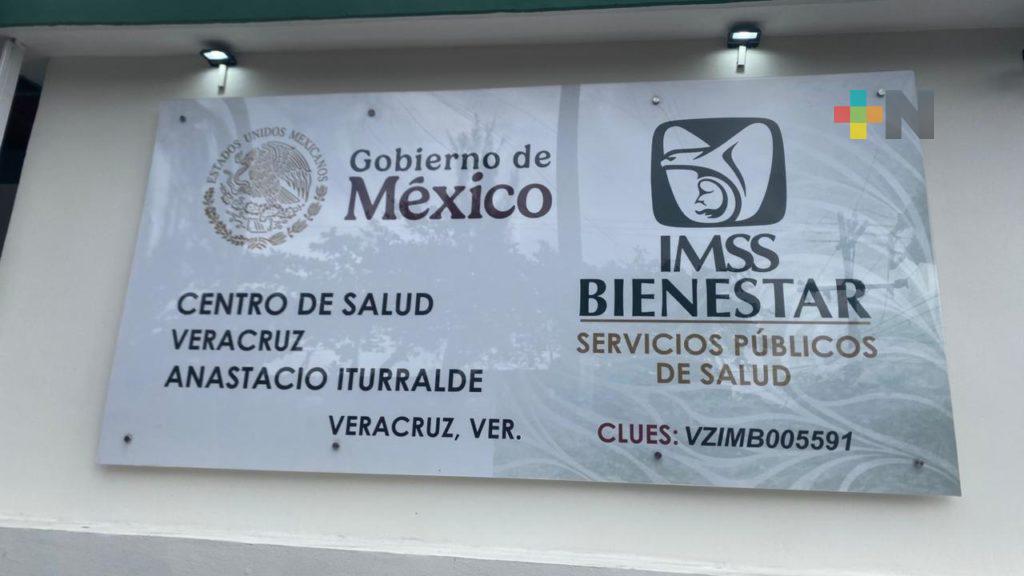 ESTADOS UNIDOS MEXICANOS
Gobierno de
México
CENTRO DE SALUD
VERACRUZ
ANASTACIO ITURRALDE
VERACRUZ, VER.
IMSS
BIENESTAR
SERVICIOS PÚBLICOS
DE SALUD
CLUES: VZIMB005591
+N